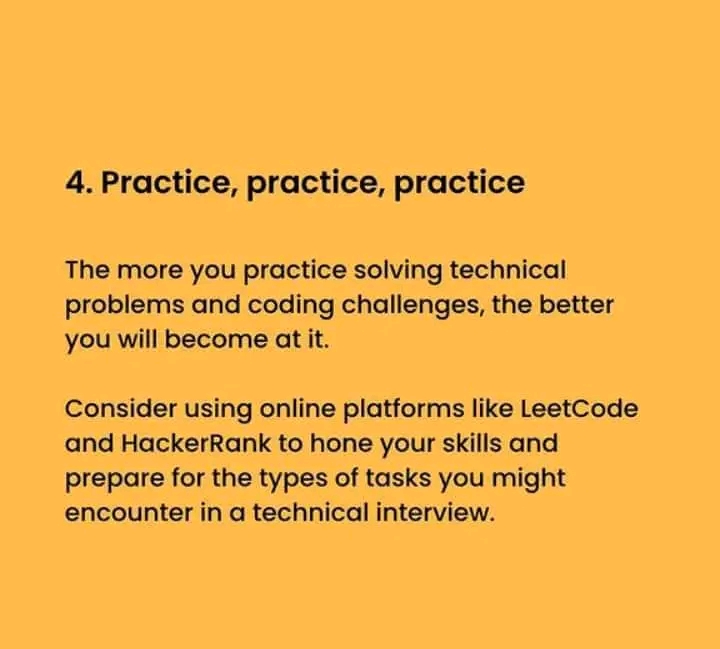 4. Practice, practice, practice
The more you practice solving technical
problems and coding challenges, the better
you will become at it.
Consider using online platforms like LeetCode
and HackerRank to hone your skills and
prepare for the types of tasks you might
encounter in a technical interview.